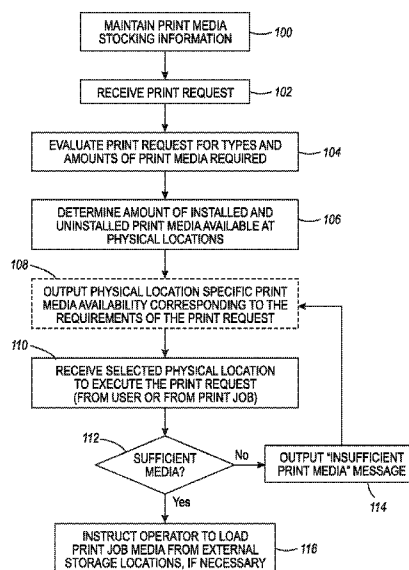 MAINTAIN PRINT MEDIA
STOCKING INFORMATION
100
RECEIVE PRINT REQUEST
102
EVALUATE PRINT REQUEST FOR TYPES AND
AMOUNTS OF PRINT MEDIA REQUIRED
104
DETERMINE AMOUNT OF INSTALLED AND
UNINSTALLED PRINT MEDIA AVAILABLE AT
PHYSICAL LOCATIONS
106
108
OUTPUT PHYSICAL LOCATION SPECIFIC PRINT
MEDIA AVAILABILITY CORRESPONDING TO THE
REQUIREMENTS OF THE PRINT REQUEST
110
RECEIVE SELECTED PHYSICAL LOCATION
TO EXECUTE THE PRINT REQUEST
(FROM USER OR FROM PRINT JOB)
112
SUFFICIENT
MEDIA?
No
OUTPUT "INSUFFICIENT
PRINT MEDIA" MESSAGE
114
Yes
INSTRUCT OPERATOR TO LOAD
PRINT JOB MEDIA FROM EXTERNAL
STORAGE LOCATIONS, IF NECESSARY
116